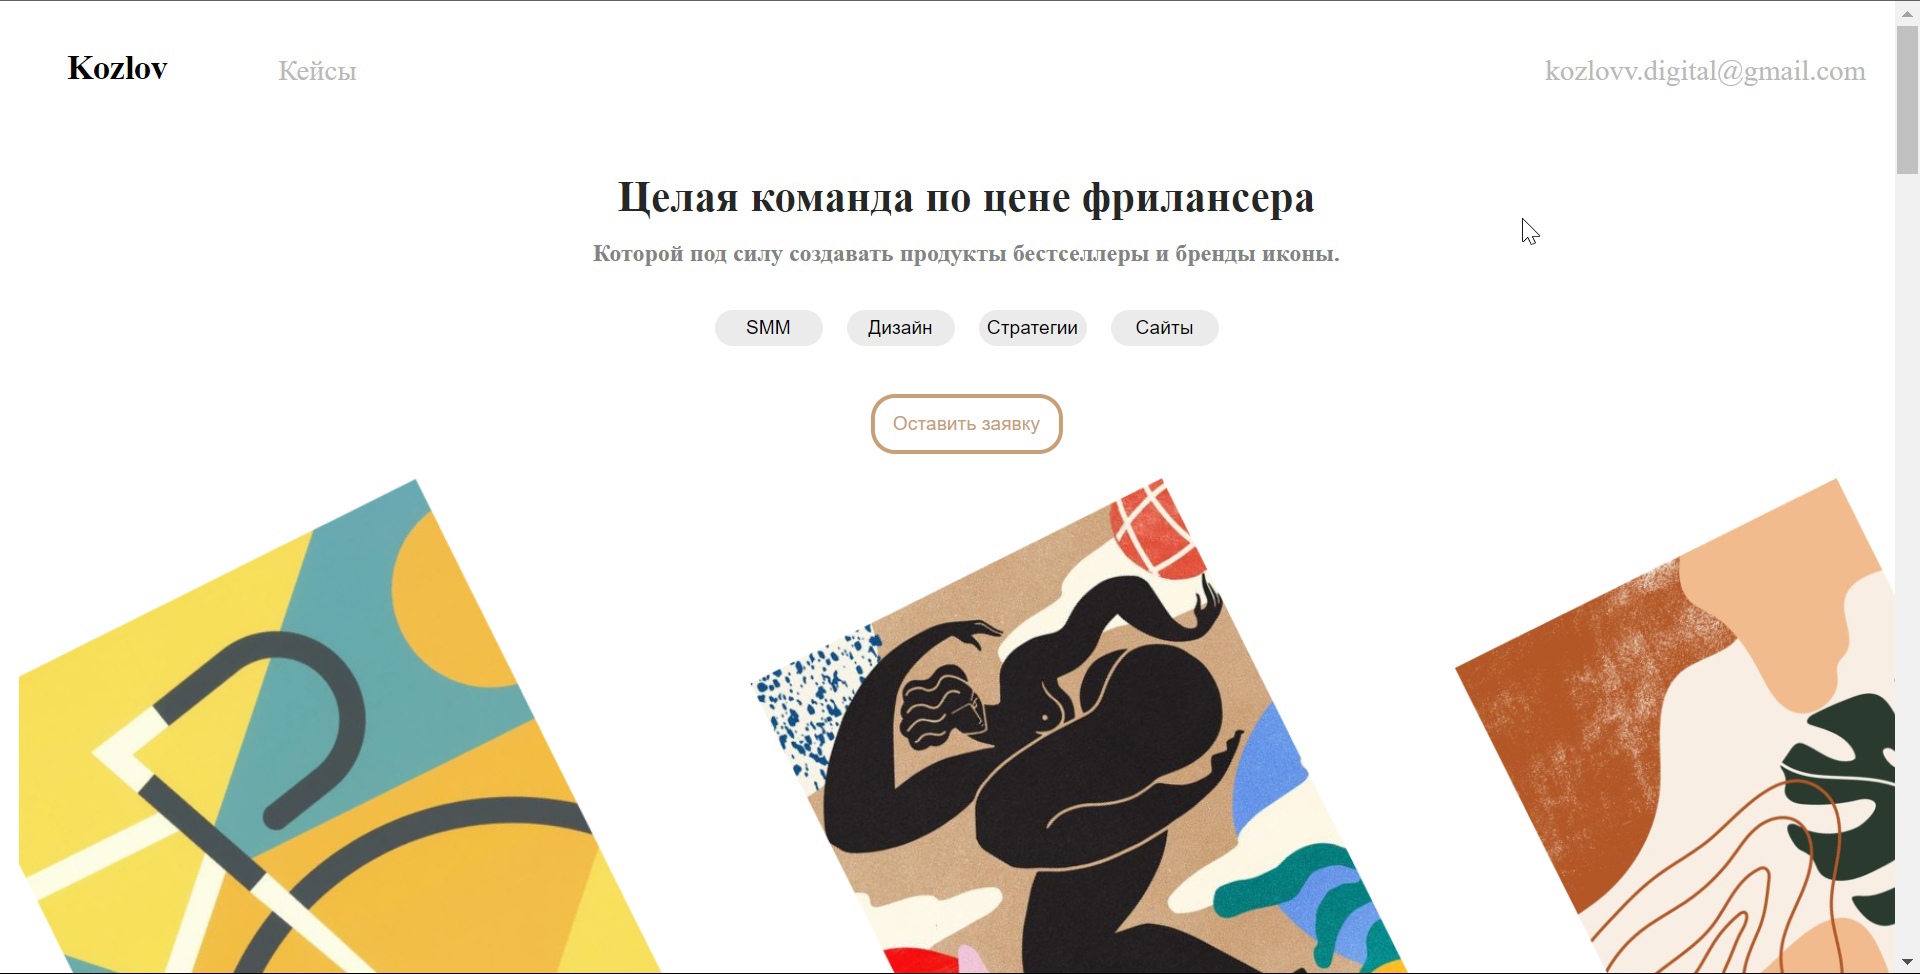 Kozlov
Кейсы
kozlovv.digital@gmail.com
Целая команда по цене фрилансера
Которой под силу создавать продукты бестселлеры и бренды иконы.
SMM
Дизайн
Стратегии
Сайты
Оставить заявку